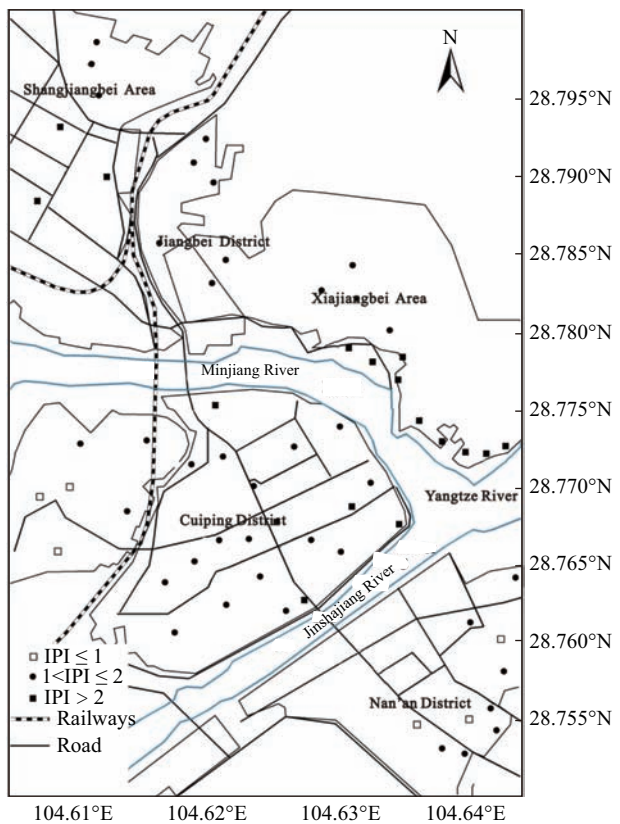 N
Shangjiangbei Area
28.795°N
28.790°N
Jiangbei District
28.785°N
Xiajiangbei Area
28.780°N
Minjiang River
28.775°N
28.770°N
Yangtze River
Cuiping District
28.765°N
Jinshajiang River
28.760°N
IPI ≤ 1
1<IPI ≤ 2
IPI > 2
Nan'an District
28.755°N
Railways
Road
104.61°E 104.62°E 104.63°E 104.64°E